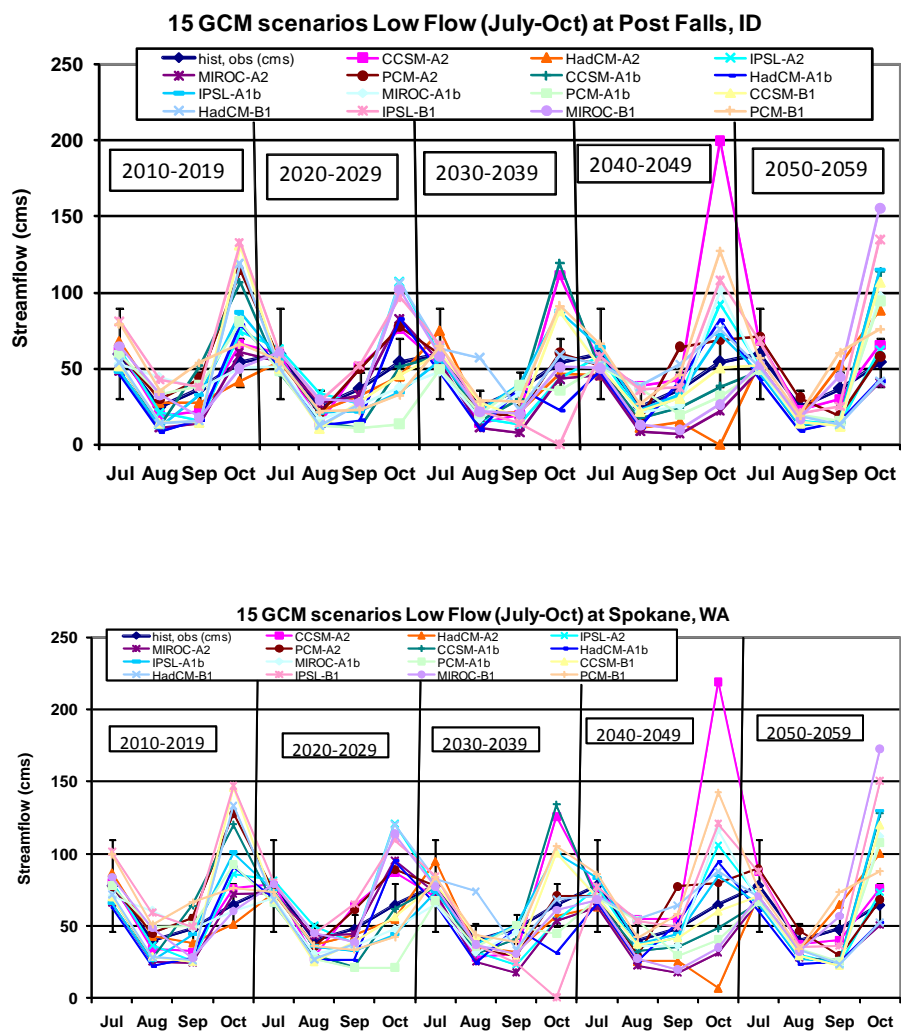 15 GCM scenarios Low Flow (July-Oct) at Post Falls, ID
250
200
150
100
50
0
Streamflow (cms)
hist, obs (cms) CCSM-A2 HadCM-A2 IPSL-A2
MIROC-A2 PCM-A2 CCSM-A1b HadCM-A1b
IPSL-A1b MIROC-A1b PCM-A1b CCSM-B1
HadCM-B1 IPSL-B1 MIROC-B1 PCM-B1
2010-2019 2020-2029 2030-2039 2040-2049 2050-2059
Jul Aug Sep Oct Jul Aug Sep Oct Jul Aug Sep Oct Jul Aug Sep Oct Jul Aug Sep Oct
15 GCM scenarios Low Flow (July-Oct) at Spokane, WA
250
200
150
100
50
0
Streamflow (cms)
hist, obs (cms) CCSM-A2 HadCM-A2 IPSL-A2
MIROC-A2 PCM-A2 CCSM-A1b HadCM-A1b
IPSL-A1b MIROC-A1b PCM-A1b CCSM-B1
HadCM-B1 IPSL-B1 MIROC-B1 PCM-B1
2010-2019 2020-2029 2030-2039 2040-2049 2050-2059
Jul Aug Sep Oct Jul Aug Sep Oct Jul Aug Sep Oct Jul Aug Sep Oct Jul Aug Sep Oct